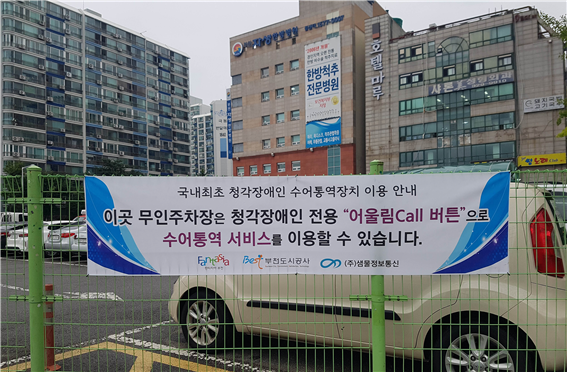 한방척추
전문병원
호텔마루
국내최초 청각장애인 수어통역장치 이용 안내
이곳 무인주차장은 청각장애인 전용 "어울림Call 버튼"으로
수어통역 서비스를 이용할 수 있습니다.
Fantasia
Best 부천도시공사
(주)샘물정보통신